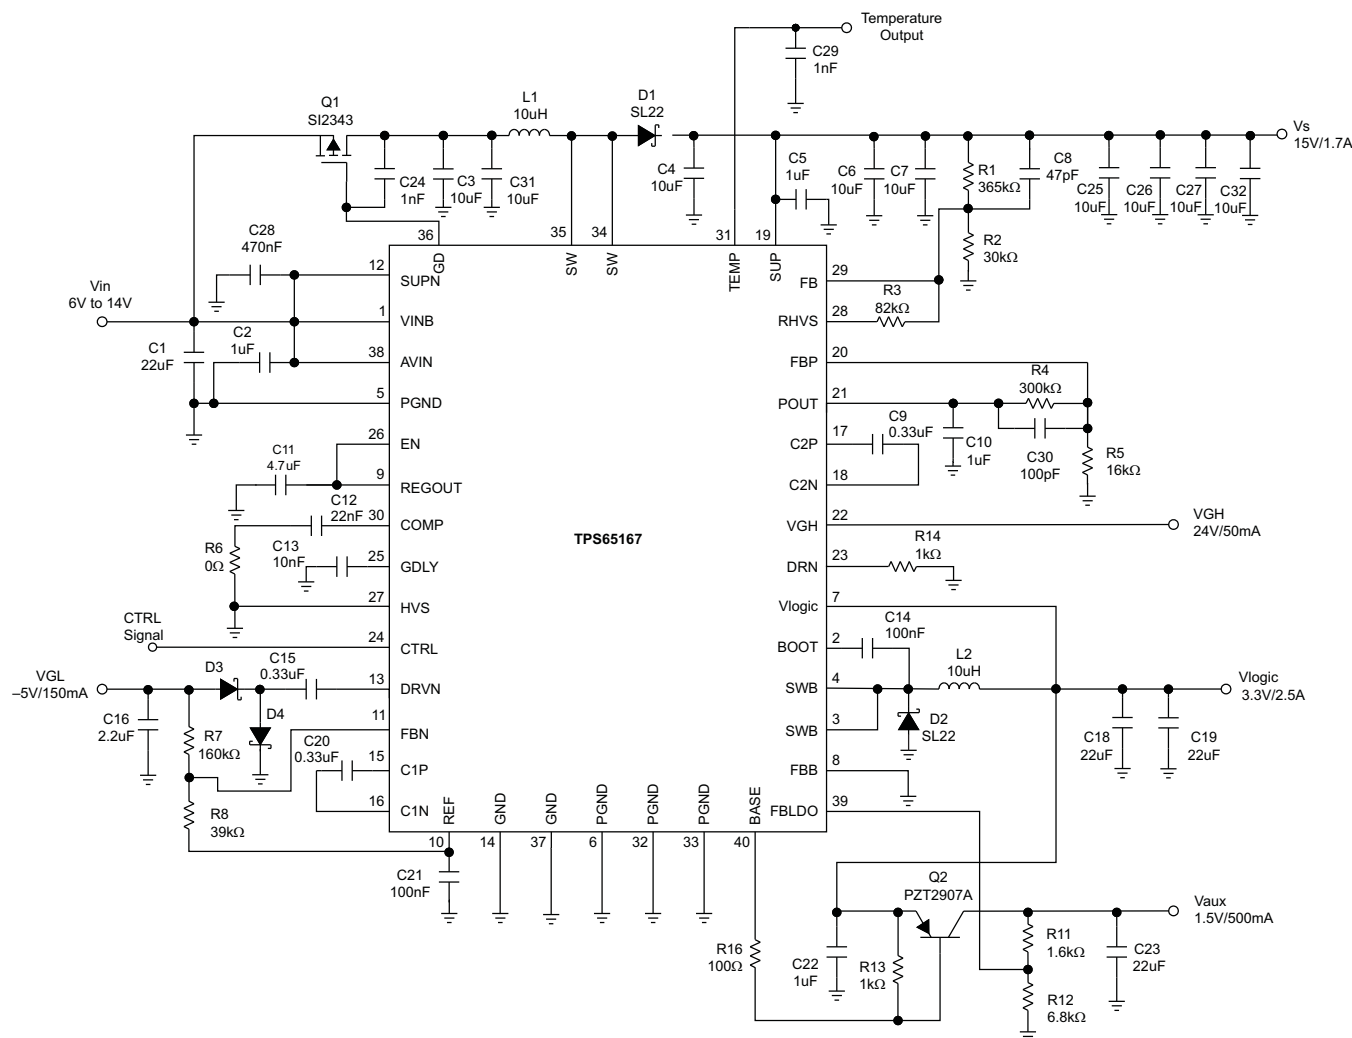 Temperature
Output
C29
1nF
Q1
SI2343
L1
10uH
D1
SL22
Vs
15V/1.7A
C24
1nF
C3
10uF
C31
10uF
C4
10uF
C5
1uF
C6
10uF
C7
10uF
R1
365kΩ
C8
47pF
C25
10uF
C26
10uF
C27
10uF
C32
10uF
R2
30kΩ
C28
470nF
36
35
34
31
19
GD
SW
SW
TEMP
SUP
Vin
6V to 14V
C1
22uF
C2
1uF
12
SUPN
1
VINB
38
AVIN
5
PGND
26
EN
9
REGOUT
30
COMP
25
GDLY
27
HVS
24
CTRL
13
DRVN
11
FBN
15
C1P
16
C1N
C11
4.7uF
C12
22nF
R6
0Ω
C13
10nF
CTRL
Signal
VGL
–5V/150mA
D3
C15
0.33uF
C16
2.2uF
R7
160kΩ
D4
C20
0.33uF
R8
39kΩ
TPS65167
FB
29
RHVS
28
R3
82kΩ
FBP
20
POUT
21
R4
300kΩ
C2P
17
C9
0.33uF
C10
1uF
C30
100pF
R5
16kΩ
C2N
18
VGH
22
VGH
24V/50mA
DRN
23
R14
1kΩ
Vlogic
7
BOOT
2
C14
100nF
SWB
4
L2
10uH
Vlogic
3.3V/2.5A
SWB
3
D2
SL22
C18
22uF
C19
22uF
FBB
8
FBLDO
39
REF
GND
GND
PGND
PGND
PGND
BASE
10
14
37
6
32
33
40
C21
100nF
Q2
PZT2907A
Vaux
1.5V/500mA
R16
100Ω
C22
1uF
R13
1kΩ
R11
1.6kΩ
C23
22uF
R12
6.8kΩ